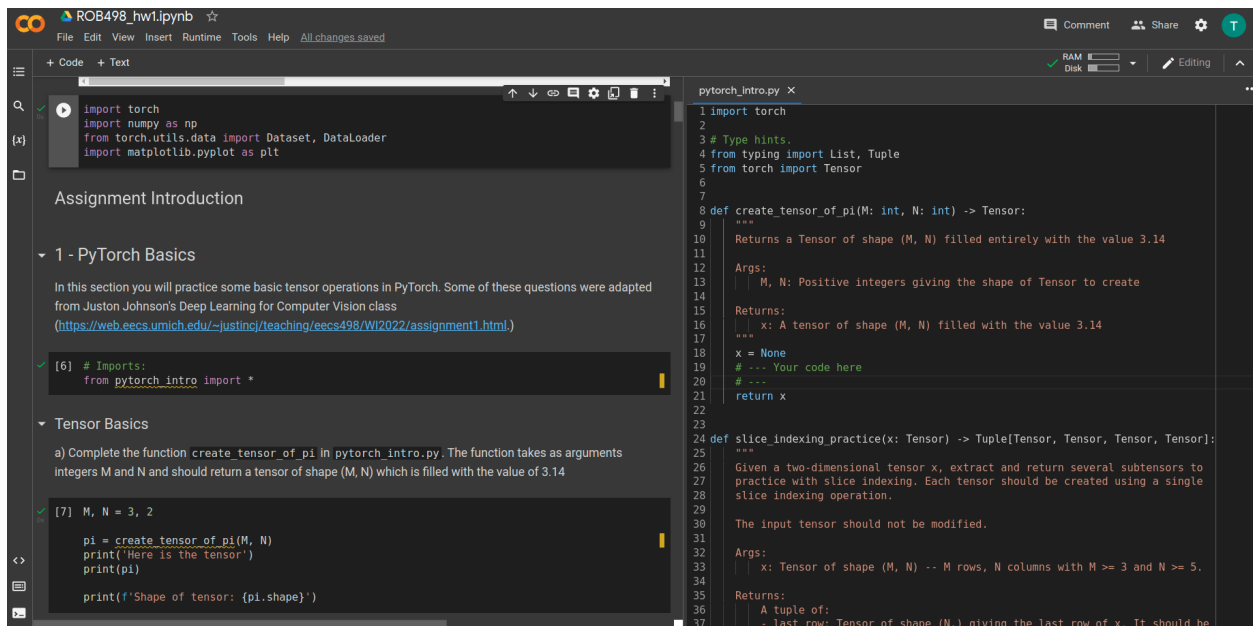 ROB498_hw1.ipynb
File Edit View Insert Runtime Tools Help All changes saved
Comment Share T
+ Code + Text
RAM
Disk
Editing
import torch
import numpy as np
from torch.utils.data import Dataset, DataLoader
import matplotlib.pyplot as plt
Assignment Introduction
1 - PyTorch Basics
In this section you will practice some basic tensor operations in PyTorch. Some of these questions were adapted
from Juston Johnson's Deep Learning for Computer Vision class
(https://web.eecs.umich.edu/~justincj/teaching/eecs498/WI2022/assignment1.html.)
[6] # Imports:
from pytorch_intro import *
Tensor Basics
a) Complete the function create_tensor_of_pi in pytorch_intro.py. The function takes as arguments
integers M and N and should return a tensor of shape (M, N) which is filled with the value of 3.14
[7] M, N = 3, 2
pi = create_tensor_of_pi(M, N)
print('Here is the tensor')
print(pi)
print(f'Shape of tensor: {pi.shape}')
{x}
pytorch_intro.py
1 import torch
2
3 # Type hints.
4 from typing import List, Tuple
5 from torch import Tensor
6
7
8 def create_tensor_of_pi(M: int, N: int) -> Tensor:
9 """
10 Returns a Tensor of shape (M, N) filled entirely with the value 3.14
11
12 Args:
13 M, N: Positive integers giving the shape of Tensor to create
14
15 Returns:
16 x: A tensor of shape (M, N) filled with the value 3.14
17 """
18 x = None
19 # --- Your code here
20 # ---
21 return x
22
23
24 def slice_indexing_practice(x: Tensor) -> Tuple[Tensor, Tensor, Tensor, Tensor]:
25 """
26 Given a two-dimensional tensor x, extract and return several subtensors to
27 practice with slice indexing. Each tensor should be created using a single
28 slice indexing operation.
29
30 The input tensor should not be modified.
31
32 Args:
33 x: Tensor of shape (M, N) -- M rows, N columns with M >= 3 and N >= 5.
34
35 Returns:
36 A tuple of:
37 - last_row: Tensor of shape (N,) giving the last row of x. It should be